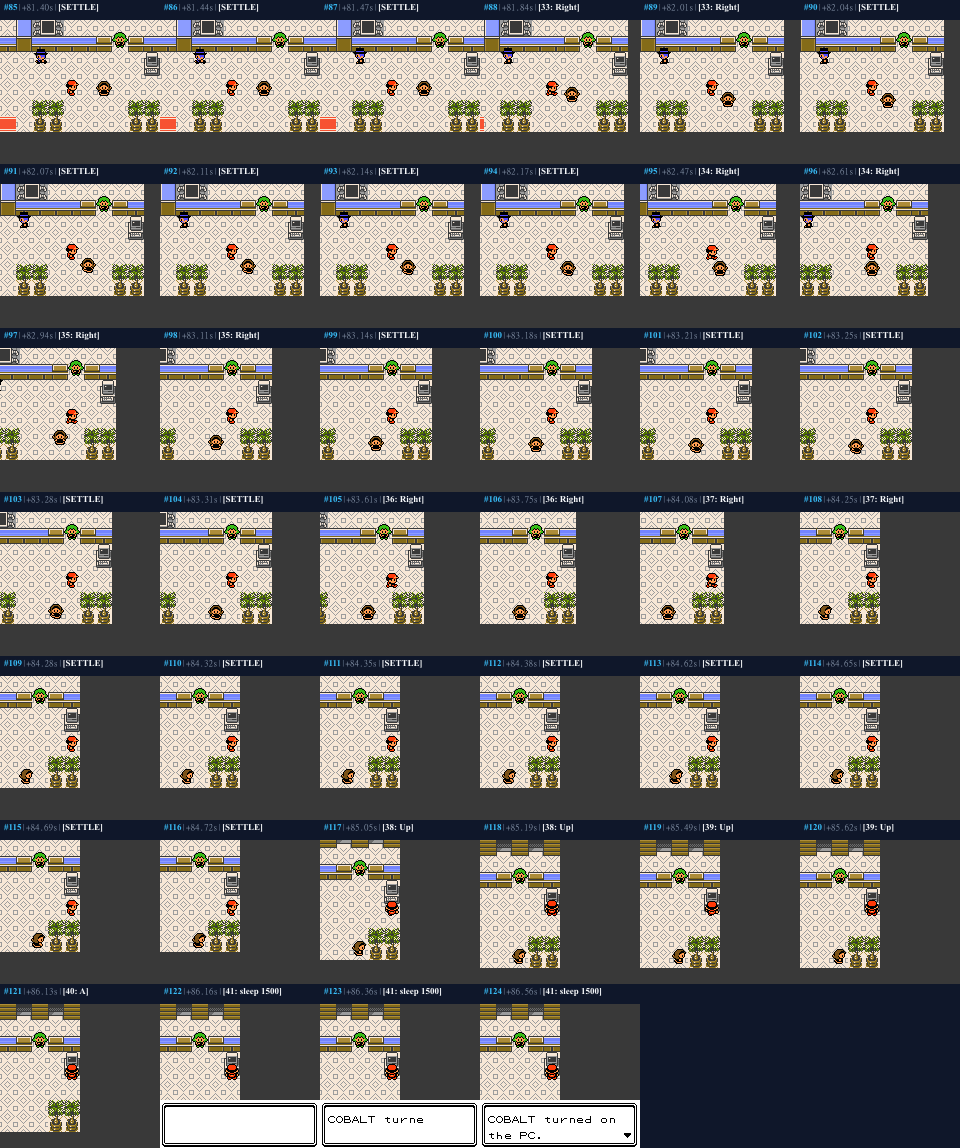 #85|+81.40s|[SETTLE] #86|+81.44s|[SETTLE] #87|+81.47s|[SETTLE] #88|+81.84s|[33: Right] #89|+82.01s|[33: Right] #90|+82.04s|[SETTLE]
#91|+82.07s|[SETTLE] #92|+82.11s|[SETTLE] #93|+82.14s|[SETTLE] #94|+82.17s|[SETTLE] #95|+82.47s|[34: Right] #96|+82.61s|[34: Right]
#97|+82.94s|[35: Right] #98|+83.11s|[35: Right] #99|+83.14s|[SETTLE] #100|+83.18s|[SETTLE] #101|+83.21s|[SETTLE] #102|+83.25s|[SETTLE]
#103|+83.28s|[SETTLE] #104|+83.31s|[SETTLE] #105|+83.61s|[36: Right] #106|+83.75s|[36: Right] #107|+84.08s|[37: Right] #108|+84.25s|[37: Right]
#109|+84.28s|[SETTLE] #110|+84.32s|[SETTLE] #111|+84.35s|[SETTLE] #112|+84.38s|[SETTLE] #113|+84.62s|[SETTLE] #114|+84.65s|[SETTLE]
#115|+84.69s|[SETTLE] #116|+84.72s|[SETTLE] #117|+85.05s|[38: Up] #118|+85.19s|[38: Up] #119|+85.49s|[39: Up] #120|+85.62s|[39: Up]
#121|+86.13s|[40: A] #122|+86.16s|[41: sleep 1500] #123|+86.36s|[41: sleep 1500] #124|+86.56s|[41: sleep 1500]
COBALT turne
COBALT turned on
the PC.